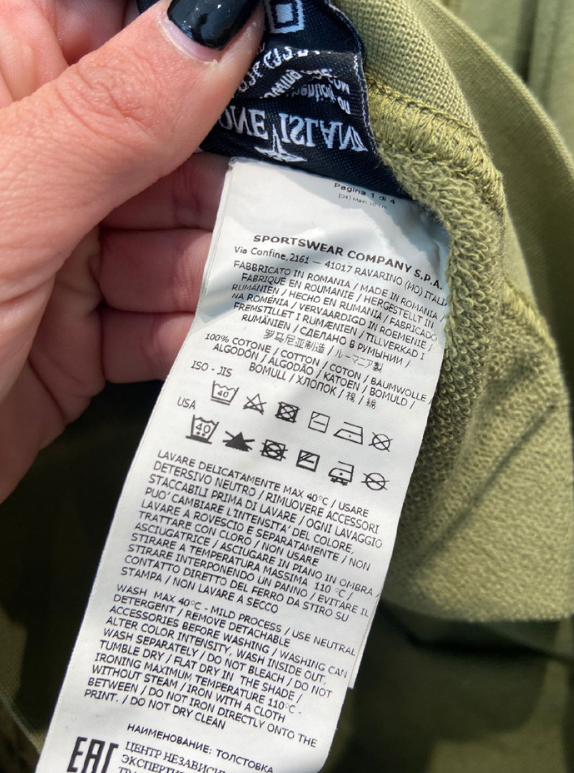 ONE ISLAN
Pagina 1 di 4
SPORTSWEAR COMPANY S.P.A.
Via Confine,2161 — 41017 RAVARINO (MO) ITALIA
FABBRICATO IN ROMANIA / MADE IN ROMANIA
FABRIQUE EN ROUMANIE / HERGESTELLT IN
RUMÄNIEN / HECHO EN RUMANIA / FABRICADO
NA ROMÉNIA / VERVAARDIGD IN ROEMENIE /
FREMSTILLET I RUMÆNIEN / TILLVERKAD I
RUMÄNIEN / СДЕЛАНО В РУМЫНИИ /
罗马尼亚制造 / ルーマニア製
100% COTONE / COTTON / COTON / BAUMWOLLE
ALGODÓN / ALGODÃO / KATOEN / BOMULD /
BOMULL / ХЛОПОК / 棉 / 綿
ISO - JIS
40
USA
40
LAVARE DELICATAMENTE MAX 40°C / USARE
DETERSIVO NEUTRO / RIMUOVERE ACCESSORI
STACCABILI PRIMA DI LAVARE / OGNI LAVAGGIO
PUO' CAMBIARE L'INTENSITA' DEL COLORE.
LAVARE A ROVESCIO E SEPARATAMENTE / NON
TRATTARE CON CLORO / NON USARE
ASCIUGATRICE / ASCIUGARE IN PIANO IN OMBRA /
STIRARE A TEMPERATURA MASSIMA 110 °C /
STIRARE INTERPONENDO UN PANNO / EVITARE IL
CONTATTO DIRETTO DEL FERRO DA STIRO SU
STAMPA / NON LAVARE A SECCO
WASH MAX 40°C - MILD PROCESS / USE NEUTRAL
DETERGENT / REMOVE DETACHABLE
ACCESSORIES BEFORE WASHING / WASHING CAN
ALTER COLOR INTENSITY. WASH INSIDE OUT.
WASH SEPARATELY / DO NOT BLEACH / DO NOT
TUMBLE DRY / FLAT DRY IN THE SHADE /
IRONING MAXIMUM TEMPERATURE 110°C -
WITHOUT STEAM / IRON WITH A CLOTH
BETWEEN / DO NOT IRON DIRECTLY ONTO THE
PRINT. / DO NOT DRY CLEAN
НАИМЕНОВАНИЕ: ТОЛСТОВКА
EAC
ЦЕНТР НЕЗАВИСИ
ЭКСПЕРТИ